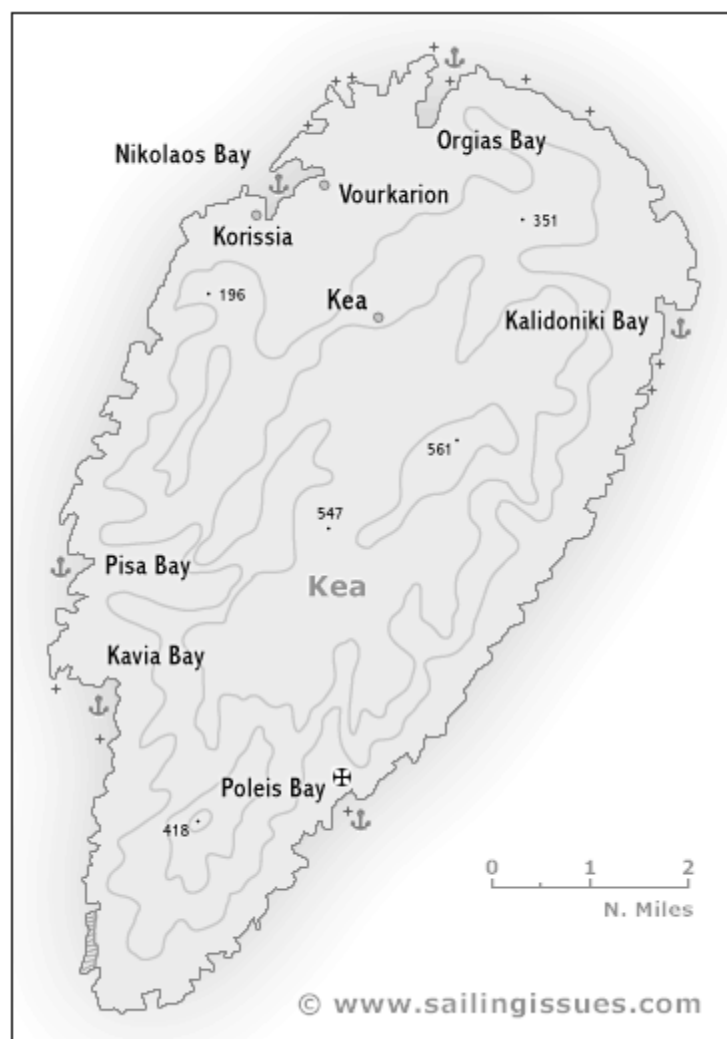 Orgias Bay
Nikolaos Bay
Vourkarion
351
Korissia
196
Kea
Kalidoniki Bay
561
547
Pisa Bay
Kea
Kavia Bay
Poleis Bay
418
0 1 2
N. Miles
© www.sailingissues.com